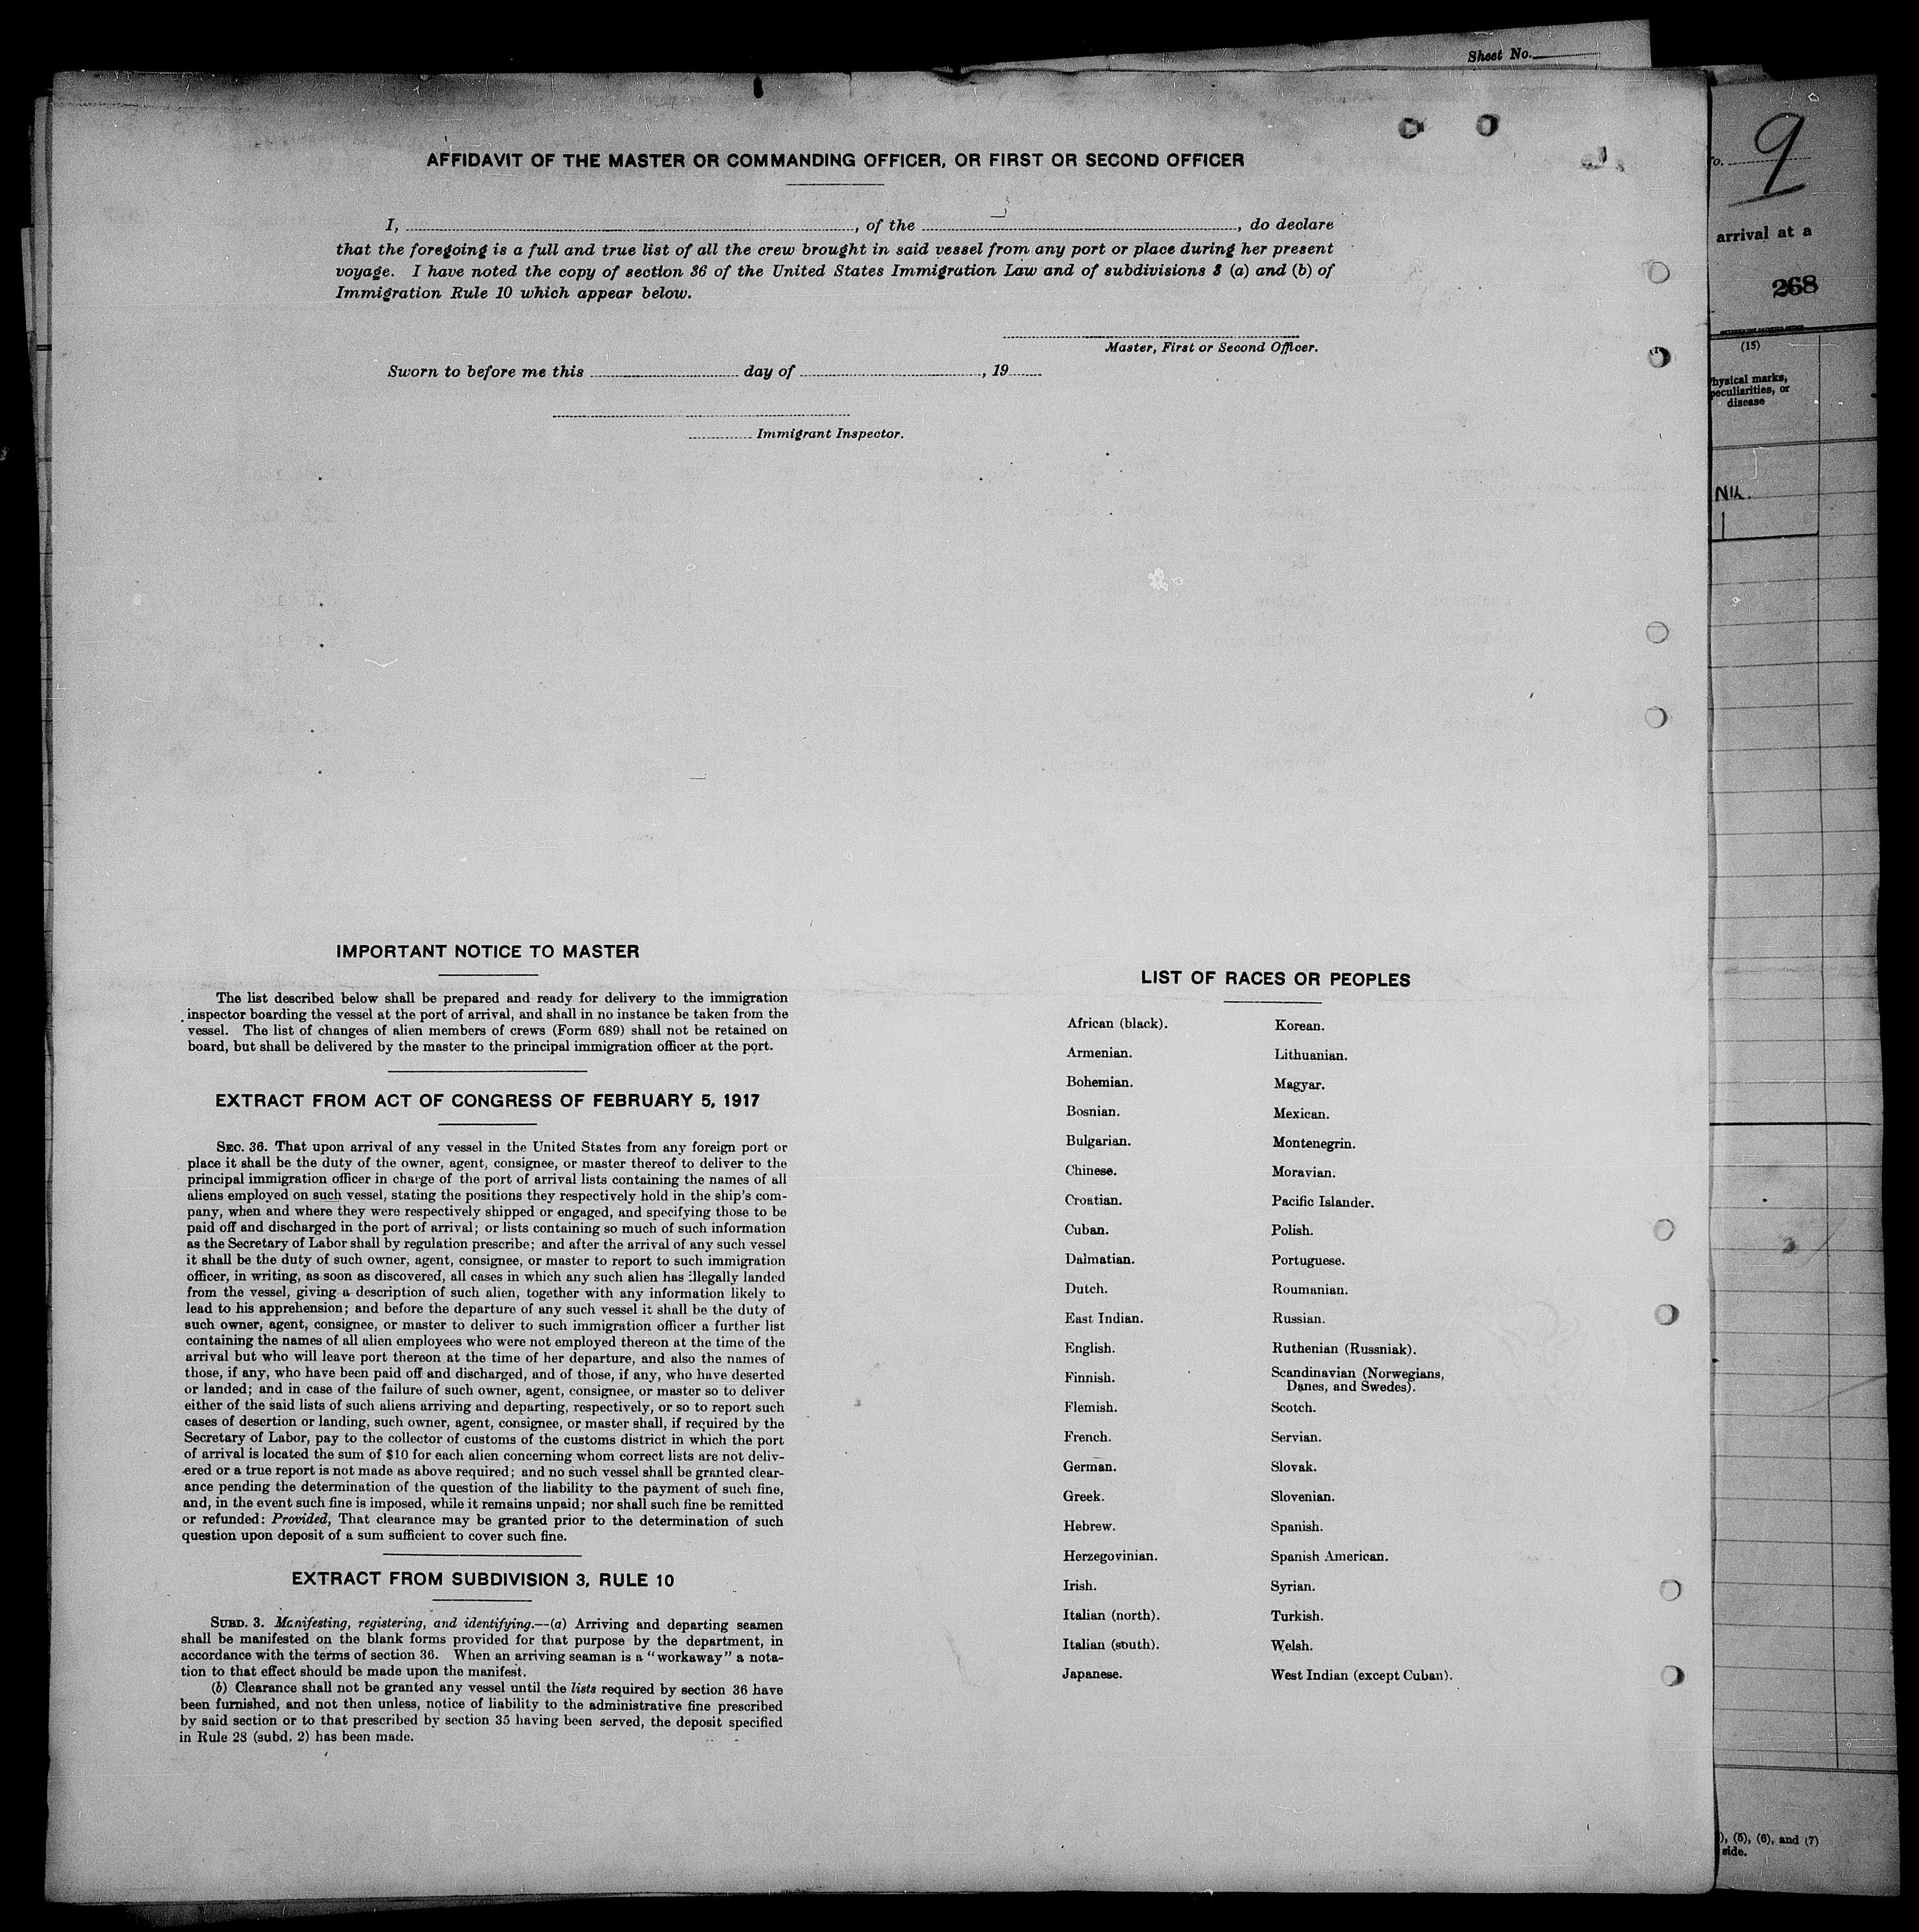 Sheet No.
AFFIDAVIT OF THE MASTER OR COMMANDING OFFICER, OR FIRST OR SECOND OFFICER
I, , of the , do declare
that the foregoing is a full and true list of all the crew brought in said vessel from any port or place during her present
voyage. I have noted the copy of section 36 of the United States Immigration Law and of subdivisions 3 (a) and (b) of
Immigration Rule 10 which appear below.
Master, First or Second Officer.
Sworn to before me this day of , 19
Immigrant Inspector.
IMPORTANT NOTICE TO MASTER
The list described below shall be prepared and ready for delivery to the immigration
inspector boarding the vessel at the port of arrival, and shall in no instance be taken from the
vessel. The list of changes of alien members of crews (Form 689) shall not be retained on
board, but shall be delivered by the master to the principal immigration officer at the port.
EXTRACT FROM ACT OF CONGRESS OF FEBRUARY 5, 1917
SEC. 36. That upon arrival of any vessel in the United States from any foreign port or
place it shall be the duty of the owner, agent, consignee, or master thereof to deliver to the
principal immigration officer in charge of the port of arrival lists containing the names of all
aliens employed on such vessel, stating the positions they respectively hold in the ship's com-
pany, when and where they were respectively shipped or engaged, and specifying those to be
paid off and discharged in the port of arrival; or lists containing so much of such information
as the Secretary of Labor shall by regulation prescribe; and after the arrival of any such vessel
it shall be the duty of such owner, agent, consignee, or master to report to such immigration
officer, in writing, as soon as discovered, all cases in which any such alien has illegally landed
from the vessel, giving a description of such alien, together with any information likely to
lead to his apprehension; and before the departure of any such vessel it shall be the duty of
such owner, agent, consignee, or master to deliver to such immigration officer a further list
containing the names of all alien employees who were not employed thereon at the time of the
arrival but who will leave port thereon at the time of her departure, and also the names of
those, if any, who have been paid off and discharged, and of those, if any, who have deserted
or landed; and in case of the failure of such owner, agent, consignee, or master so to deliver
either of the said lists of such aliens arriving and departing, respectively, or so to report such
cases of desertion or landing, such owner, agent, consignee, or master shall, if required by the
Secretary of Labor, pay to the collector of customs of the customs district in which the port
of arrival is located the sum of $10 for each alien concerning whom correct lists are not deliv-
ered or a true report is not made as above required; and no such vessel shall be granted clear-
ance pending the determination of the question of the liability to the payment of such fine,
and, in the event such fine is imposed, while it remains unpaid; nor shall such fine be remitted
or refunded: Provided, That clearance may be granted prior to the determination of such
question upon deposit of a sum sufficient to cover such fine.
EXTRACT FROM SUBDIVISION 3, RULE 10
SUBD. 3. Manifesting, registering, and identifying.—(a) Arriving and departing seamen
shall be manifested on the blank forms provided for that purpose by the department, in
accordance with the terms of section 36. When an arriving seaman is a "workaway" a nota-
tion to that effect should be made upon the manifest.
(b) Clearance shall not be granted any vessel until the lists required by section 36 have
been furnished, and not then unless, notice of liability to the administrative fine prescribed
by said section or to that prescribed by section 35 having been served, the deposit specified
in Rule 28 (subd. 2) has been made.
LIST OF RACES OR PEOPLES
African (black).
Armenian.
Bohemian.
Bosnian.
Bulgarian.
Chinese.
Croatian.
Cuban.
Dalmatian.
Dutch.
East Indian.
English.
Finnish.
Flemish.
French.
German.
Greek.
Hebrew.
Herzegovinian.
Irish.
Italian (north).
Italian (south).
Japanese.
Korean.
Lithuanian.
Magyar.
Mexican.
Montenegrin.
Moravian.
Pacific Islander.
Polish.
Portuguese.
Roumanian.
Russian.
Ruthenian (Russniak).
Scandinavian (Norwegians,
Danes, and Swedes).
Scotch.
Servian.
Slovak.
Slovenian.
Spanish.
Spanish American.
Syrian.
Turkish.
Welsh.
West Indian (except Cuban).
9
arrival at a
268
(15)
Physical marks,
peculiarities, or
disease
NIL.
), (5), (6), and (7)
side.